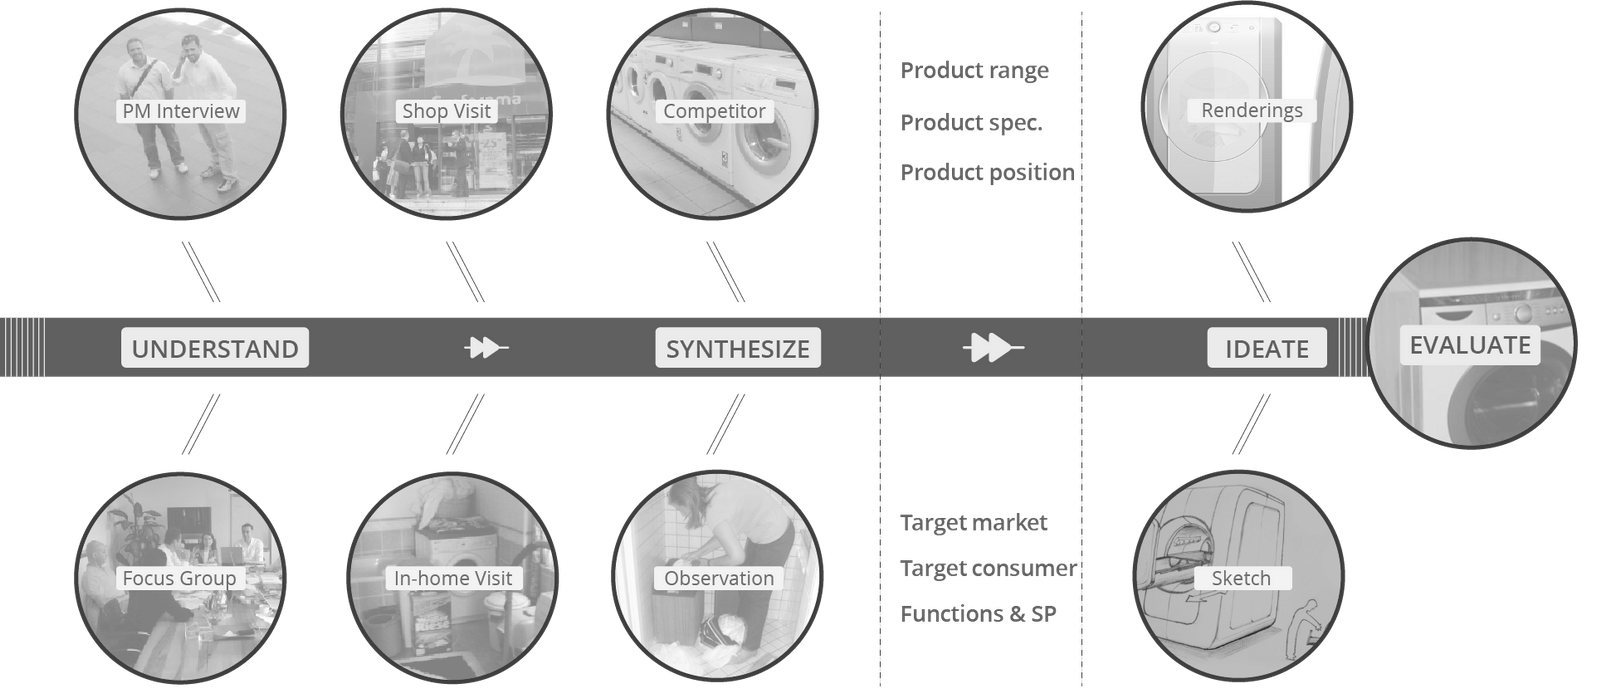 PM Interview
Shop Visit
Competitor
Product range
Product spec.
Product position
Renderings
UNDERSTAND
SYNTHESIZE
IDEATE
EVALUATE
Focus Group
In-home Visit
Observation
Target market
Target consumer
Functions & SP
Sketch